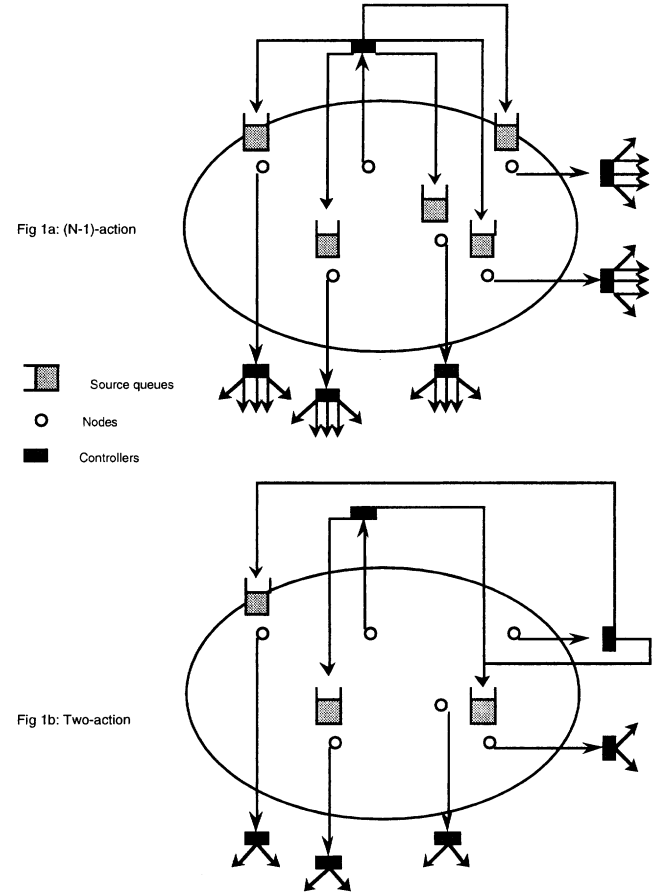 Fig 1a: (N-1)-action
Source queues
Nodes
Controllers
Fig 1b: Two-action